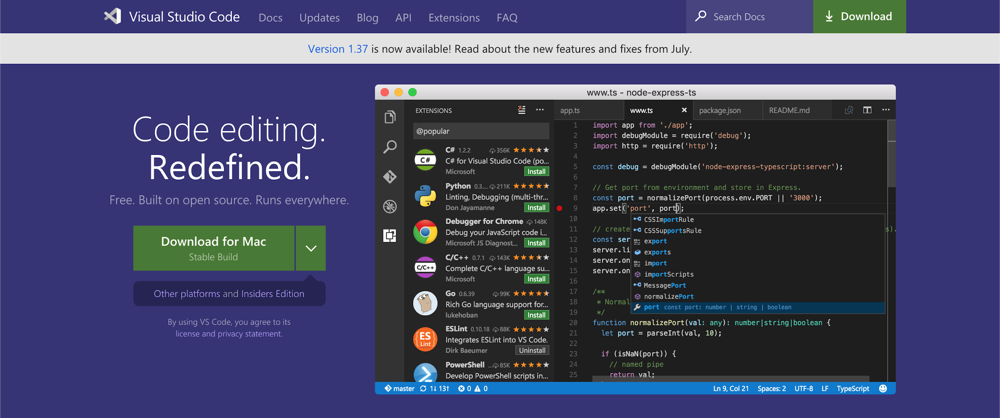 Visual Studio Code Docs Updates Blog API Extensions FAQ Search Docs Download
Version 1.37 is now available! Read about the new features and fixes from July.
Code editing.
Redefined.
Free. Built on open source. Runs everywhere.
Download for Mac
Stable Build
Other platforms and Insiders Edition
By using VS Code, you agree to its
license and privacy statement.
www.ts - node-express-ts
EXTENSIONS
@popular
C# 1.2.2 356K
C#
C# for Visual Studio Code (po...
Microsoft Install
Python 0.3.... 211K
Linting, Debugging (multi-thr...
Don Jayamanne Install
Debugger for Chrome 148K
Debug your JavaScript code i...
Microsoft JS Diagnost... Install
C/C++ 0.7.1 143K
C/C++
Complete C/C++ language su...
Microsoft Install
Go 0.6.39 99K
Rich Go language support for...
lukehoban Install
ESLint 0.10.18 88K
{ES}
Lint
Integrates ESLint into VS Code.
Dirk Baeumer Uninstall
PowerShell ... 85K
Develop PowerShell scripts in...
app.ts www.ts package.json README.md
1 import app from './app';
2 import debugModule = require('debug');
3 import http = require('http');
4
5 const debug = debugModule('node-express-typescript:server');
6
7 // Get port from environment and store in Express.
8 const port = normalizePort(process.env.PORT || '3000');
9 app.set('port', port);
10
11 // create s).
12 const ser
13 server.li
14 server.on
15 server.on
16
17 /**
18 * Normal
19 */
20 function normalizePort(val: any): number|string|boolean {
21 let port = parseInt(val, 10);
22
23 if (isNaN(port)) {
24 // named pipe
25 return val;
CSSImportRule
CSSSupportsRule
export
exports
import
importScripts
MessagePort
normalizePort
port const port: number | string | boolean
master 1↓ 13↑ 0 0 Ln 9, Col 21 Spaces: 2 UTF-8 LF TypeScript